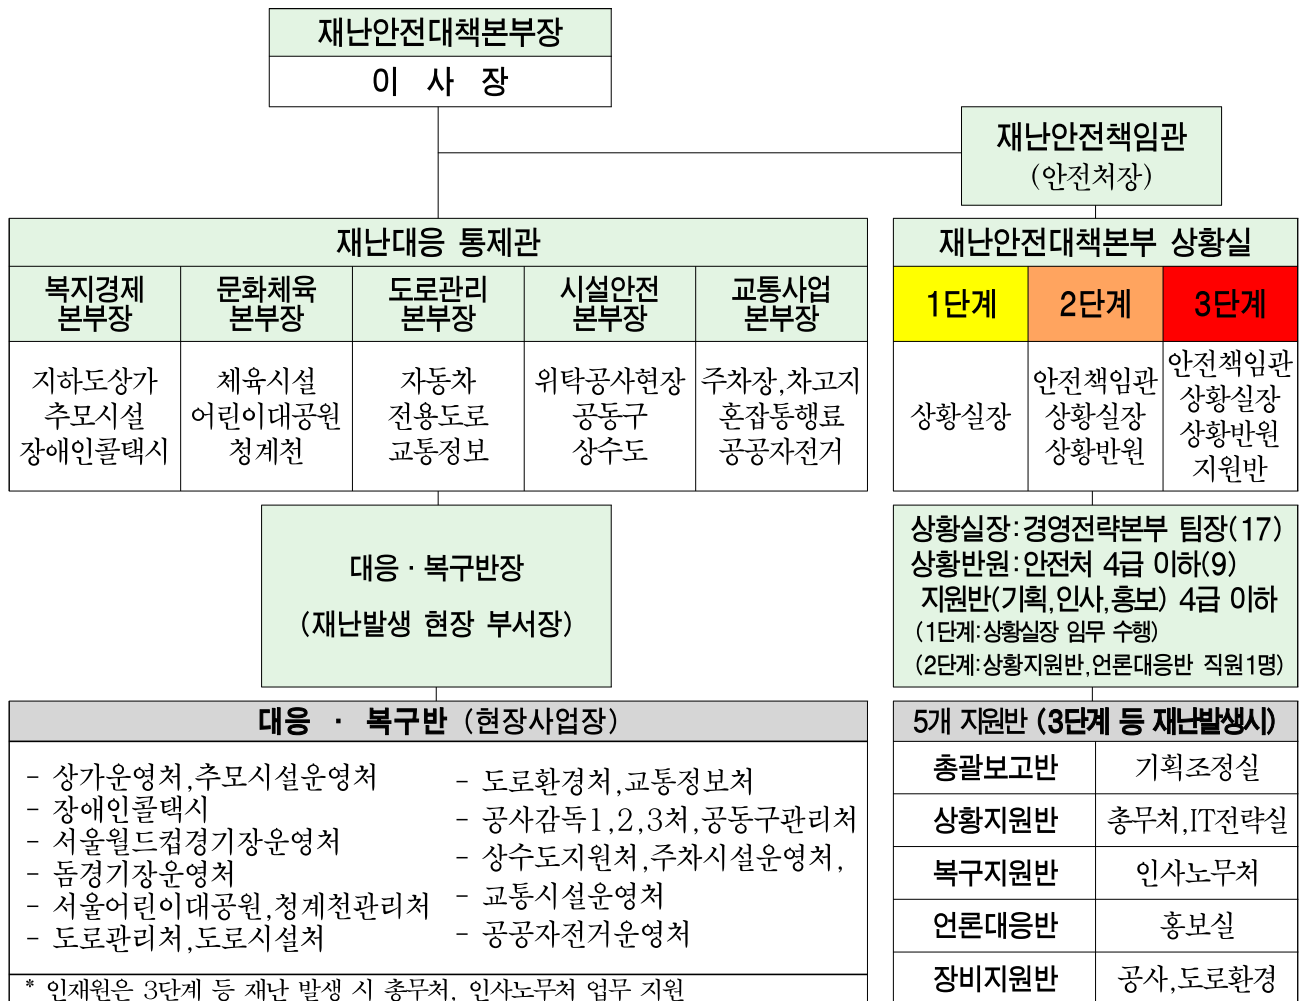 재난안전대책본부장
이 사 장
재난안전책임관
(안전처장)
재난대응 통제관
복지경제
본부장
문화체육
본부장
도로관리
본부장
시설안전
본부장
교통사업
본부장
지하도상가
추모시설
장애인콜택시
체육시설
어린이대공원
청계천
자동차
전용도로
교통정보
위탁공사현장
공동구
상수도
주차장,차고지
혼잡통행료
공공자전거
재난안전대책본부 상황실
1단계
2단계
3단계
상황실장
안전책임관
상황실장
상황반원
안전책임관
상황실장
상황반원
지원반
대응 · 복구반장
(재난발생 현장 부서장)
상황실장:경영전략본부 팀장(17)
상황반원:안전처 4급 이하(9)
지원반(기획,인사,홍보) 4급 이하
(1단계:상황실장 임무 수행)
(2단계:상황지원반,언론대응반 직원1명)
대응 · 복구반 (현장사업장)
- 상가운영처,추모시설운영처
- 장애인콜택시
- 서울월드컵경기장운영처
- 돔경기장운영처
- 서울어린이대공원,청계천관리처
- 도로관리처,도로시설처
- 도로환경처,교통정보처
- 공사감독1,2,3처,공동구관리처
- 상수도지원처,주차시설운영처,
- 교통시설운영처
- 공공자전거운영처
* 인재원은 3단계 등 재난 발생 시 총무처, 인사노무처 업무 지원
5개 지원반 (3단계 등 재난발생시)
총괄보고반 기획조정실
상황지원반 총무처,IT전략실
복구지원반 인사노무처
언론대응반 홍보실
장비지원반 공사,도로환경